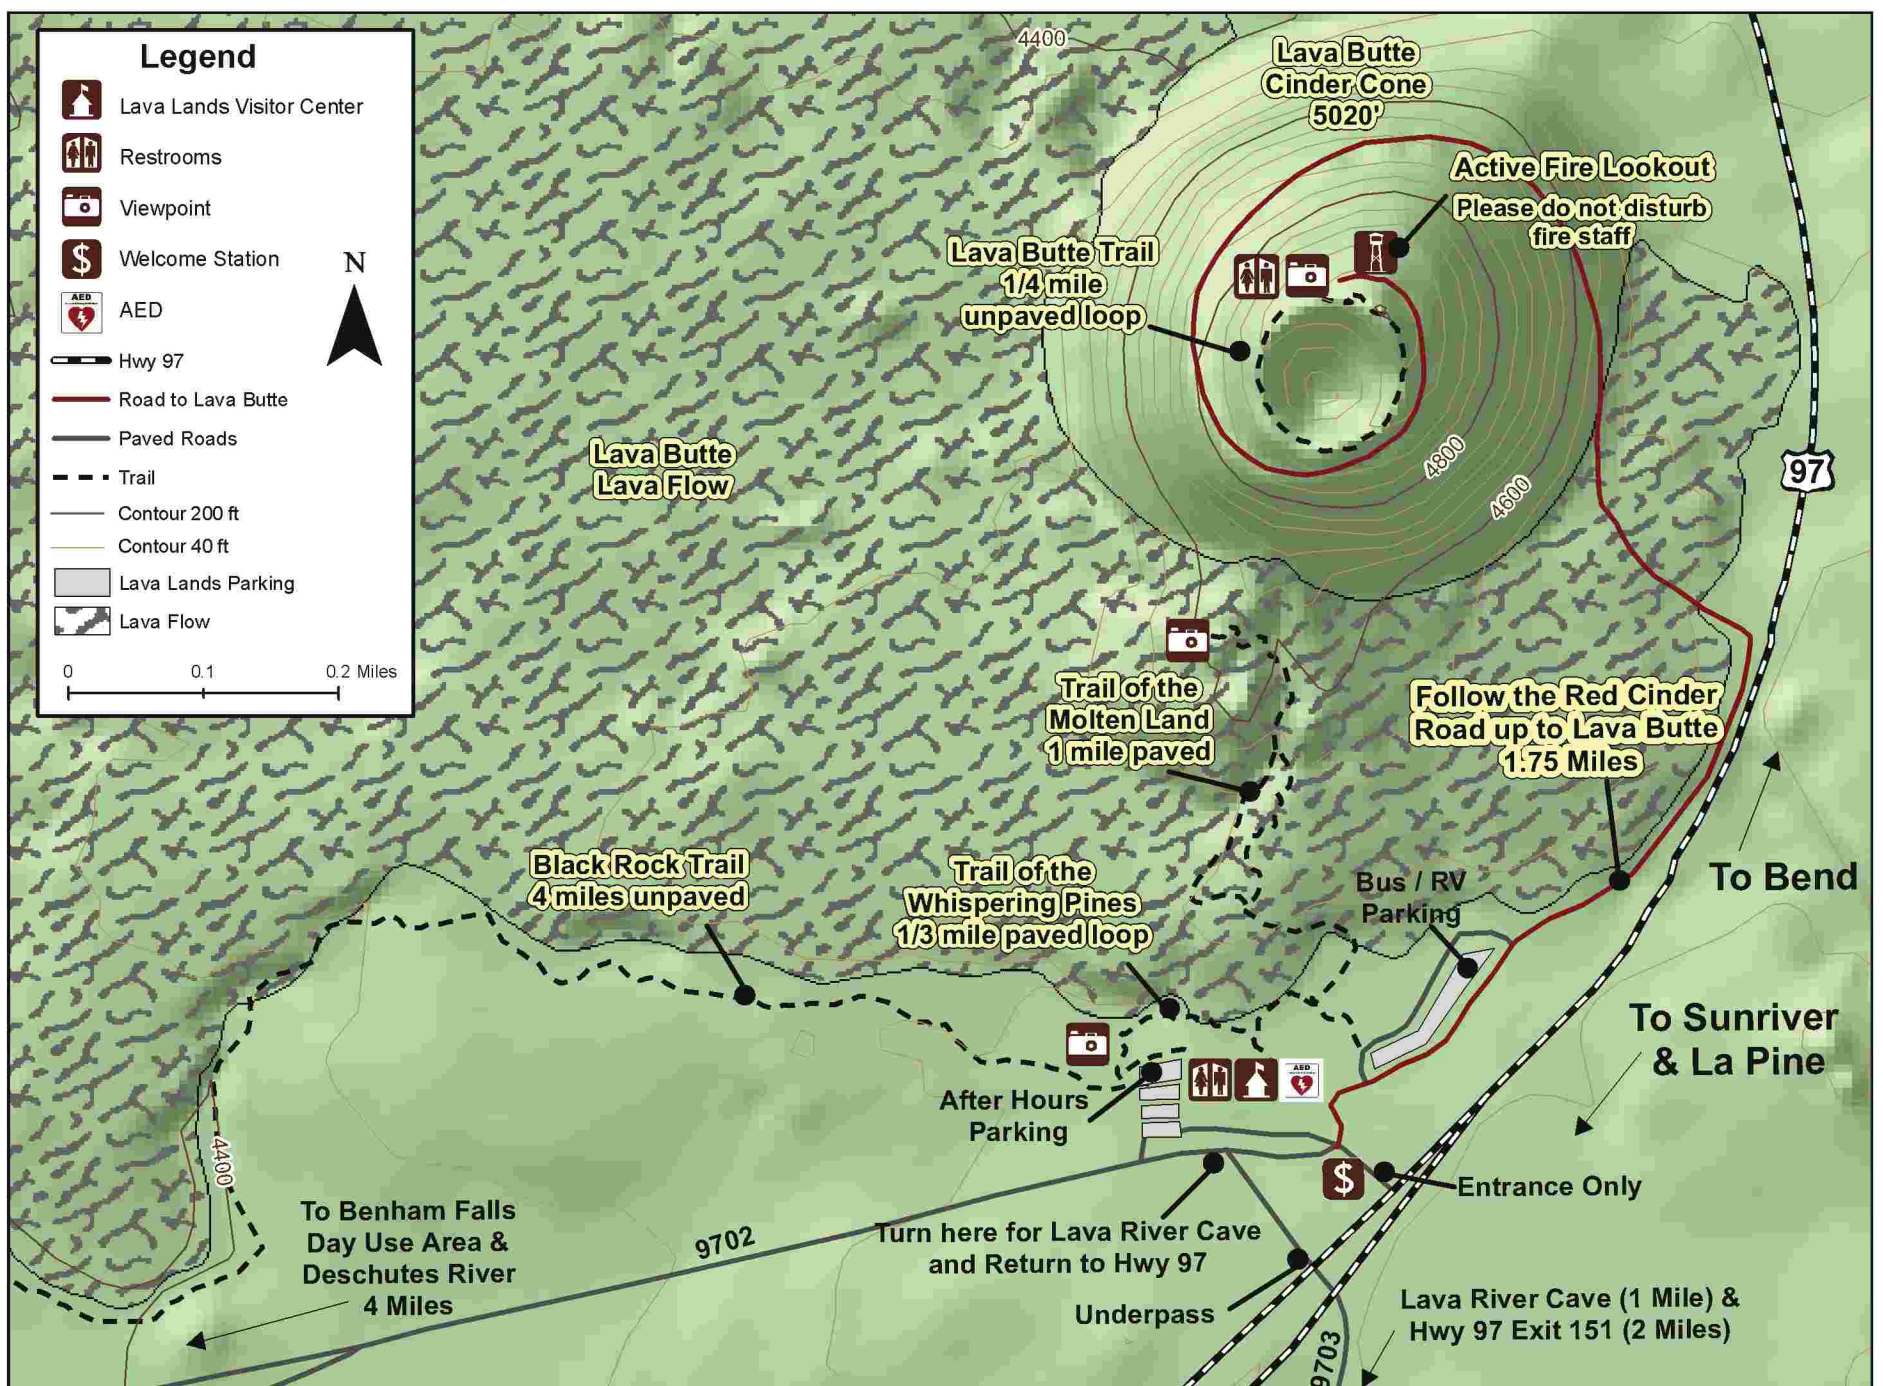 Legend
Lava Lands Visitor Center
Restrooms
Viewpoint
$ Welcome Station
AED AED
Hwy 97
Road to Lava Butte
Paved Roads
Trail
Contour 200 ft
Contour 40 ft
Lava Lands Parking
Lava Flow
N
0 0.1 0.2 Miles
4400
Lava Butte
Cinder Cone
5020'
Active Fire Lookout
Please do not disturb
fire staff
Lava Butte Trail
1/4 mile
unpaved loop
Lava Butte
Lava Flow
4800
4600
97
Trail of the
Molten Land
1 mile paved
Follow the Red Cinder
Road up to Lava Butte
1.75 Miles
To Bend
Black Rock Trail
4 miles unpaved
Trail of the
Whispering Pines
1/3 mile paved loop
Bus / RV
Parking
To Sunriver
& La Pine
AED
After Hours
Parking
4400
$
Entrance Only
To Benham Falls
Day Use Area &
Deschutes River
4 Miles
9702
Turn here for Lava River Cave
and Return to Hwy 97
Underpass
Lava River Cave (1 Mile) &
Hwy 97 Exit 151 (2 Miles)
9703